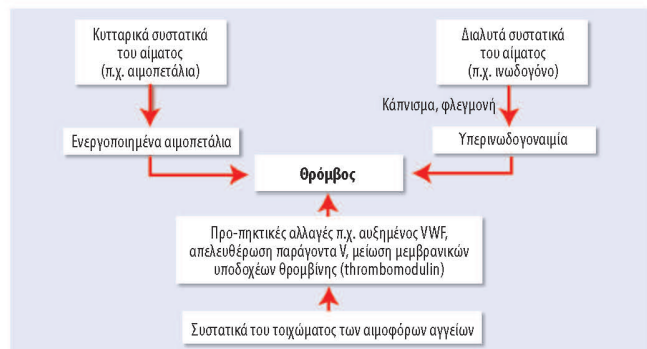 Κυτταρικά συστατικά
του αίματος
(π.χ. αιμοπετάλια)
Διαλυτά συστατικά
του αίματος
(π.χ. ινωδογόνο)
Κάπνισμα, φλεγμονή
Ενεργοποιημένα αιμοπετάλια
Υπερινωδογοναιμία
Θρόμβος
Προ-πηκτικές αλλαγές π.χ. αυξημένος VWF,
απελευθέρωση παράγοντα V, μείωση μεμβρανικών
υποδοχέων θρομβίνης (thrombomodulin)
Συστατικά του τοιχώματος των αιμοφόρων αγγείων